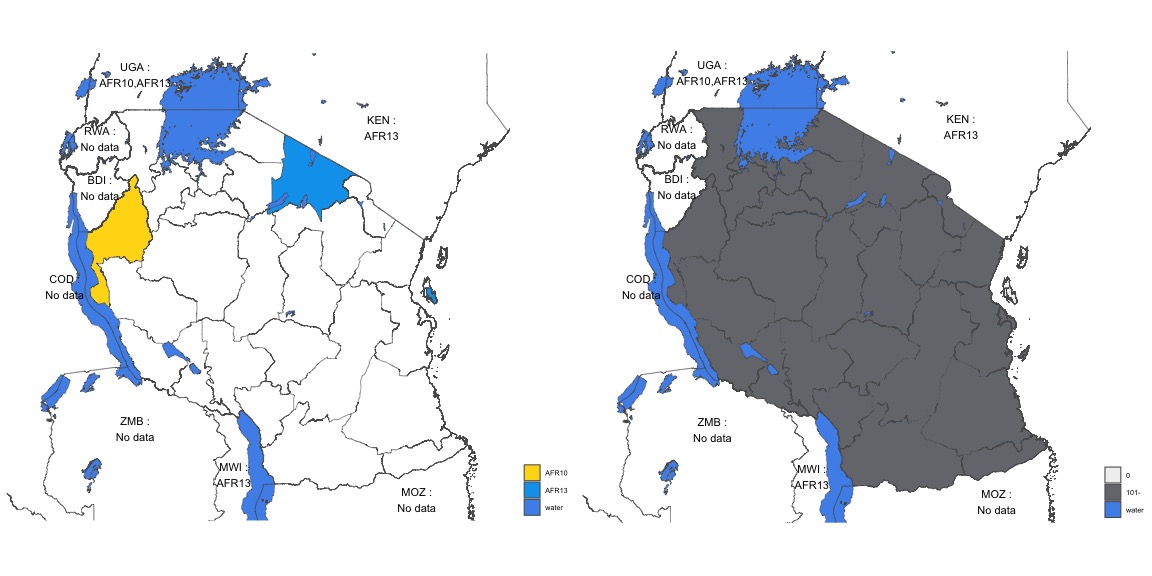 UGA :
AFR10,AFR13
KEN :
AFR13
RWA :
No data
BDI :
No data
COD :
No data
ZMB :
No data
MWI :
AFR13
MOZ :
No data
AFR10
AFR13
water
UGA :
AFR10,AFR13
KEN :
AFR13
RWA :
No data
BDI :
No data
COD :
No data
ZMB :
No data
MWI :
AFR13
MOZ :
No data
0
101-
water